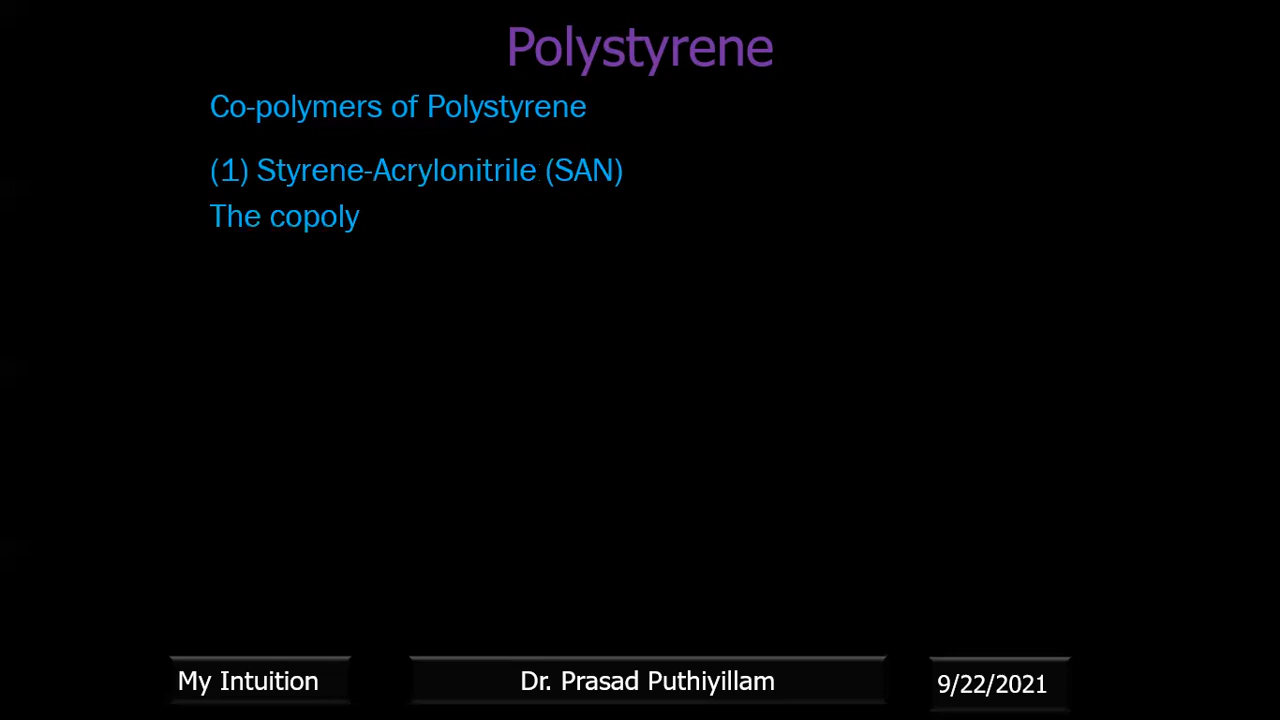 Polystyrene
Co-polymers of Polystyrene
(1) Styrene-Acrylonitrile (SAN)
The copoly
My Intuition
Dr. Prasad Puthiyillam
9/22/2021